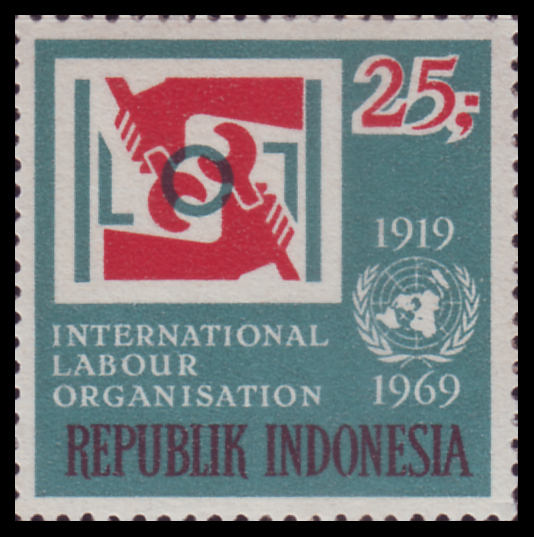 25;-
1919
1969
INTERNATIONAL
LABOUR
ORGANISATION
REPUBLIK INDONESIA